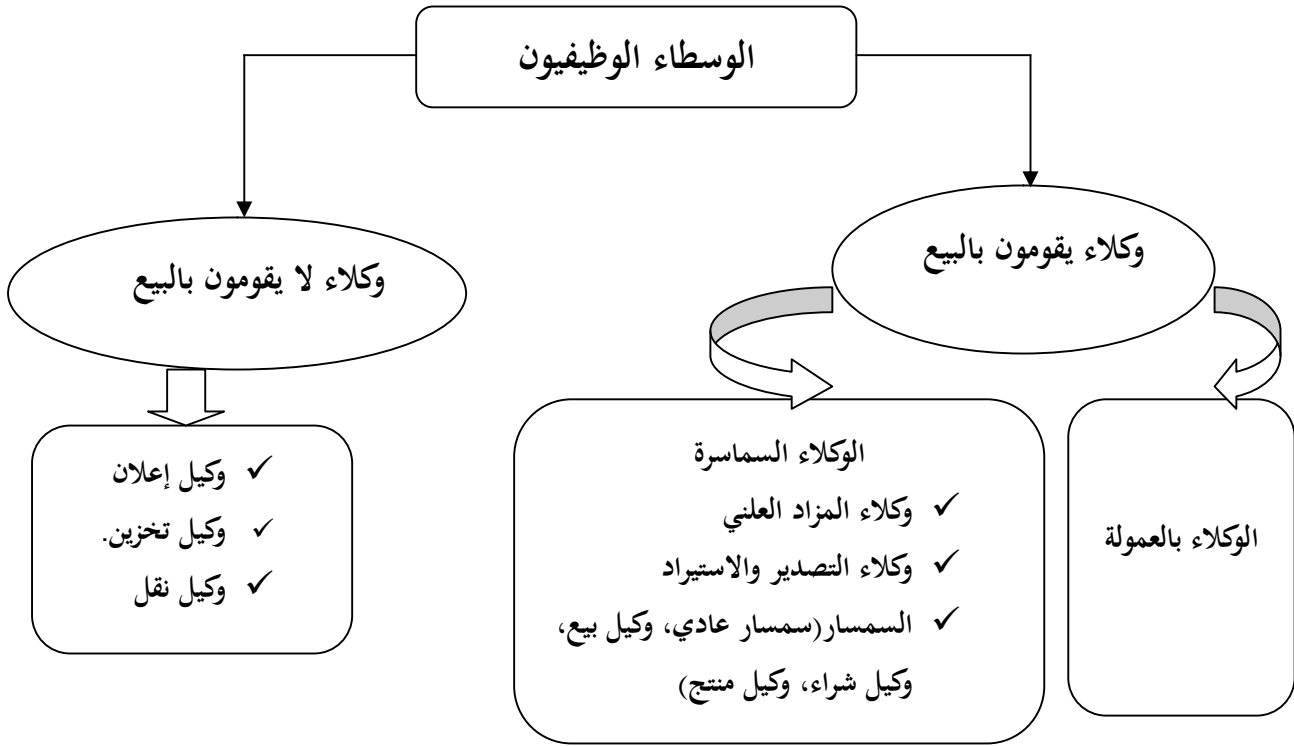 الوسطاء الوظيفيون
وكلاء يقومون بالبيع
وكلاء لا يقومون بالبيع
الوكلاء بالعمولة
الوكلاء السماسرة
✓ وكلاء المزاد العلني
✓ وكلاء التصدير والاستيراد
✓ السمسار(سمسار عادي، وكيل بيع،
وكيل شراء، وكيل منتج)
✓ وكيل إعلان
✓ وكيل تخزين.
✓ وكيل نقل